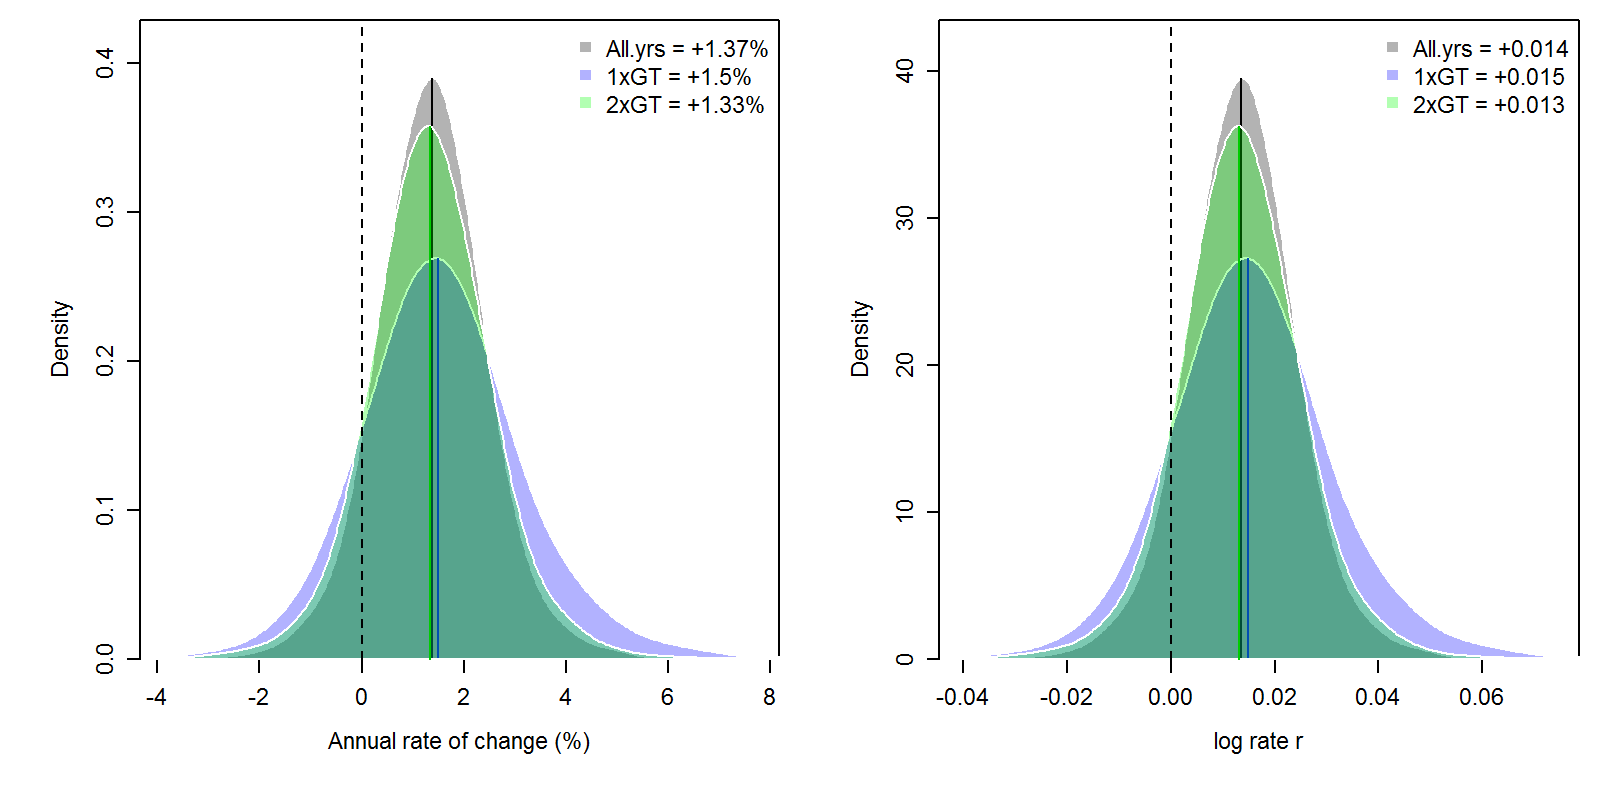 All.yrs = +1.37%
1xGT = +1.5%
2xGT = +1.33%
Density
0.0
0.1
0.2
0.3
0.4
-4
-2
0
2
4
6
8
Annual rate of change (%)
All.yrs = +0.014
1xGT = +0.015
2xGT = +0.013
Density
0
10
20
30
40
-0.04
-0.02
0.00
0.02
0.04
0.06
log rate r